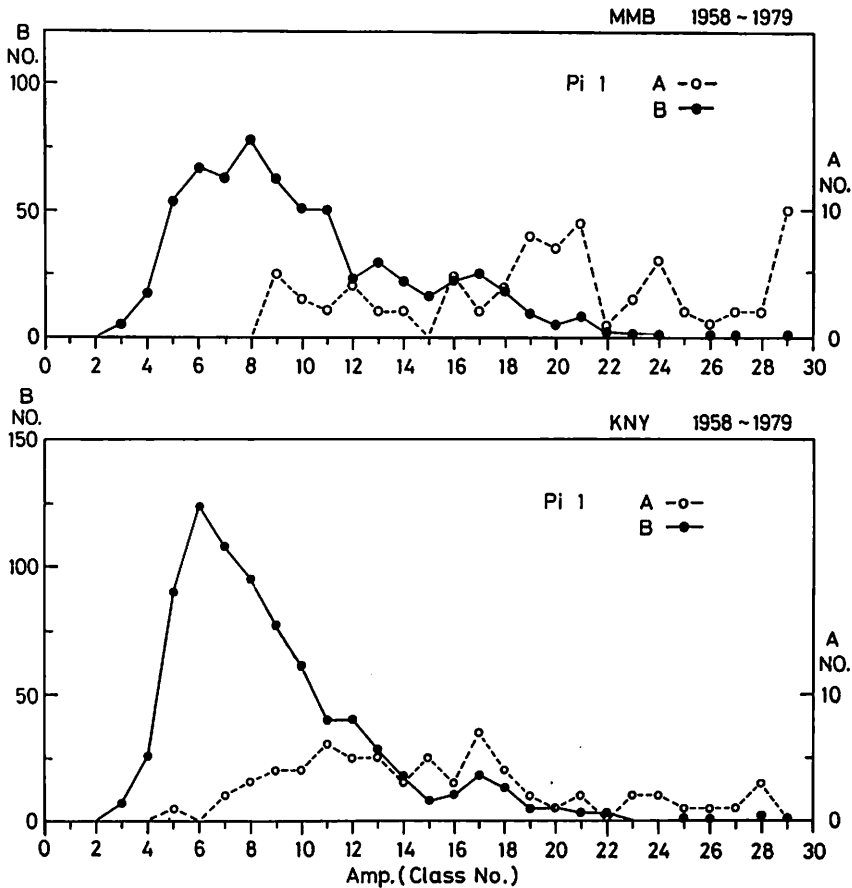 MMB 1958 ~ 1979
B
NO.
100
50
0
Pi 1 A
B
A
NO.
10
0
0 2 4 6 8 10 12 14 16 18 20 22 24 26 28 30
KNY 1958 ~ 1979
B
NO.
150
100
50
0
Pi 1 A
B
A
NO.
10
0
0 2 4 6 8 10 12 14 16 18 20 22 24 26 28 30
Amp. (Class No.)